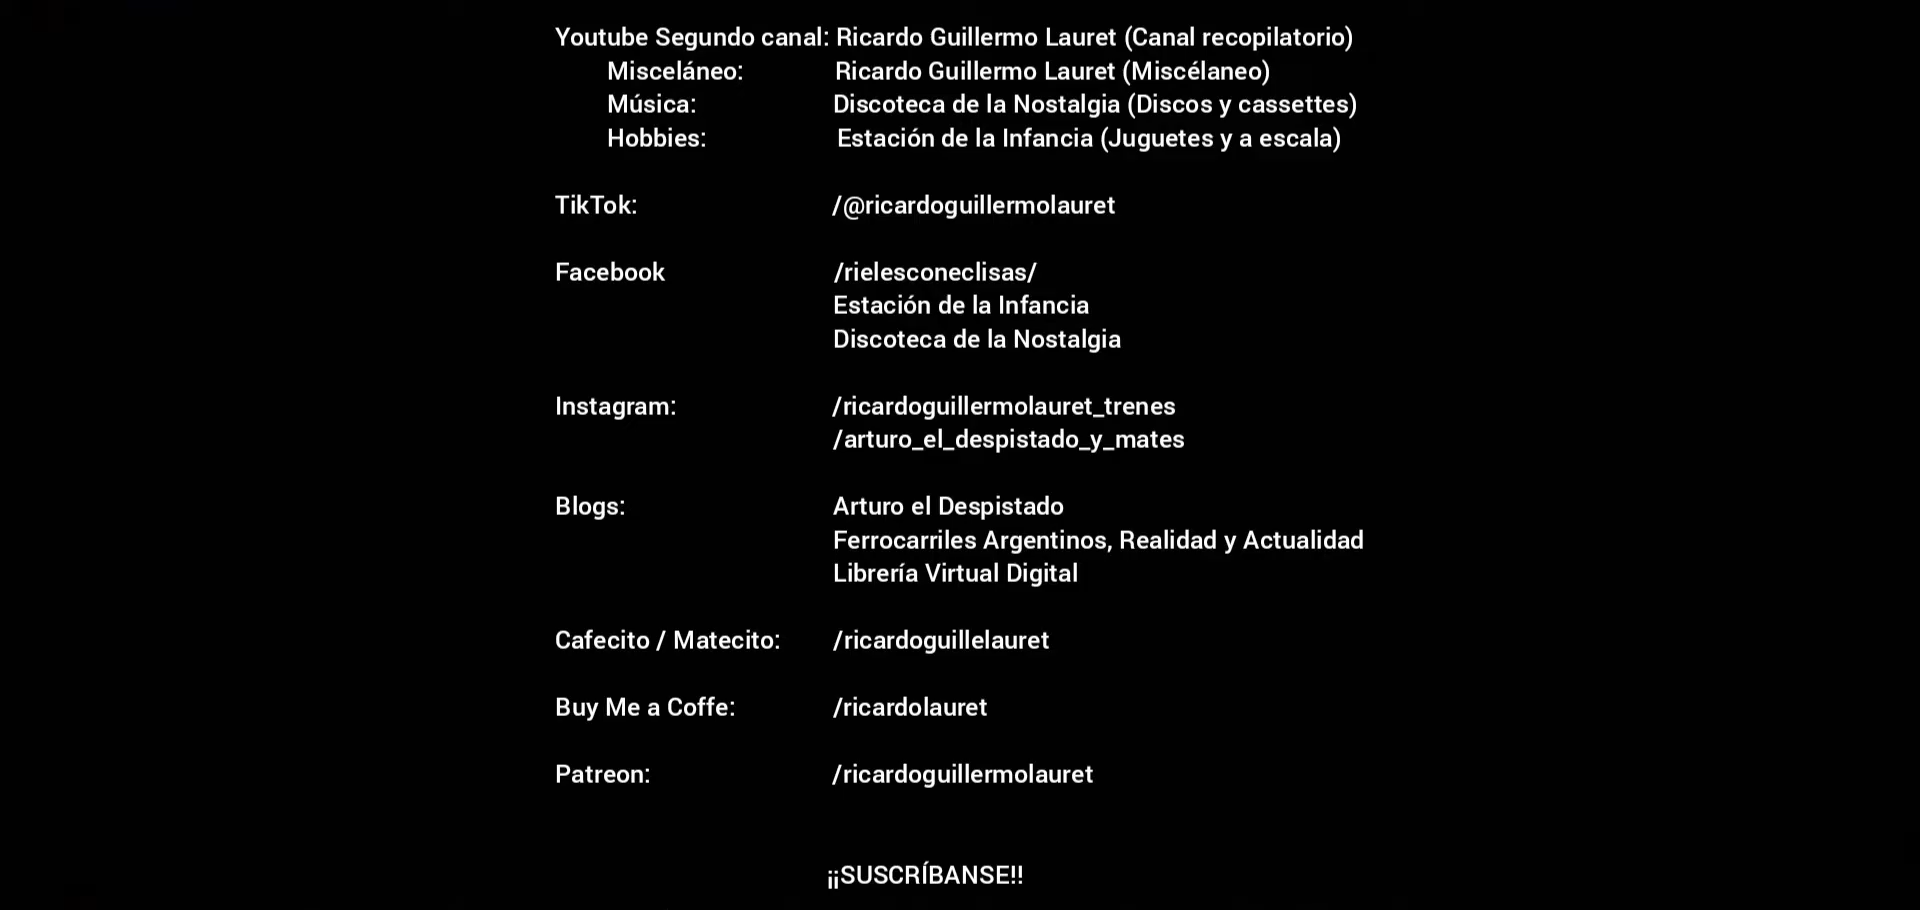 Youtube Segundo canal: Ricardo Guillermo Lauret (Canal recopilatorio)
Misceláneo: Ricardo Guillermo Lauret (Miscélaneo)
Música: Discoteca de la Nostalgia (Discos y cassettes)
Hobbies: Estación de la Infancia (Juguetes y a escala)
TikTok: /@ricardoguillermolauret
Facebook /rielesconeclisas/
Estación de la Infancia
Discoteca de la Nostalgia
Instagram: /ricardoguillermolauret_trenes
/arturo_el_despistado_y_mates
Blogs: Arturo el Despistado
Ferrocarriles Argentinos, Realidad y Actualidad
Librería Virtual Digital
Cafecito / Matecito: /ricardoguillelauret
Buy Me a Coffe: /ricardolauret
Patreon: /ricardoguillermolauret
¡¡SUSCRÍBANSE!!